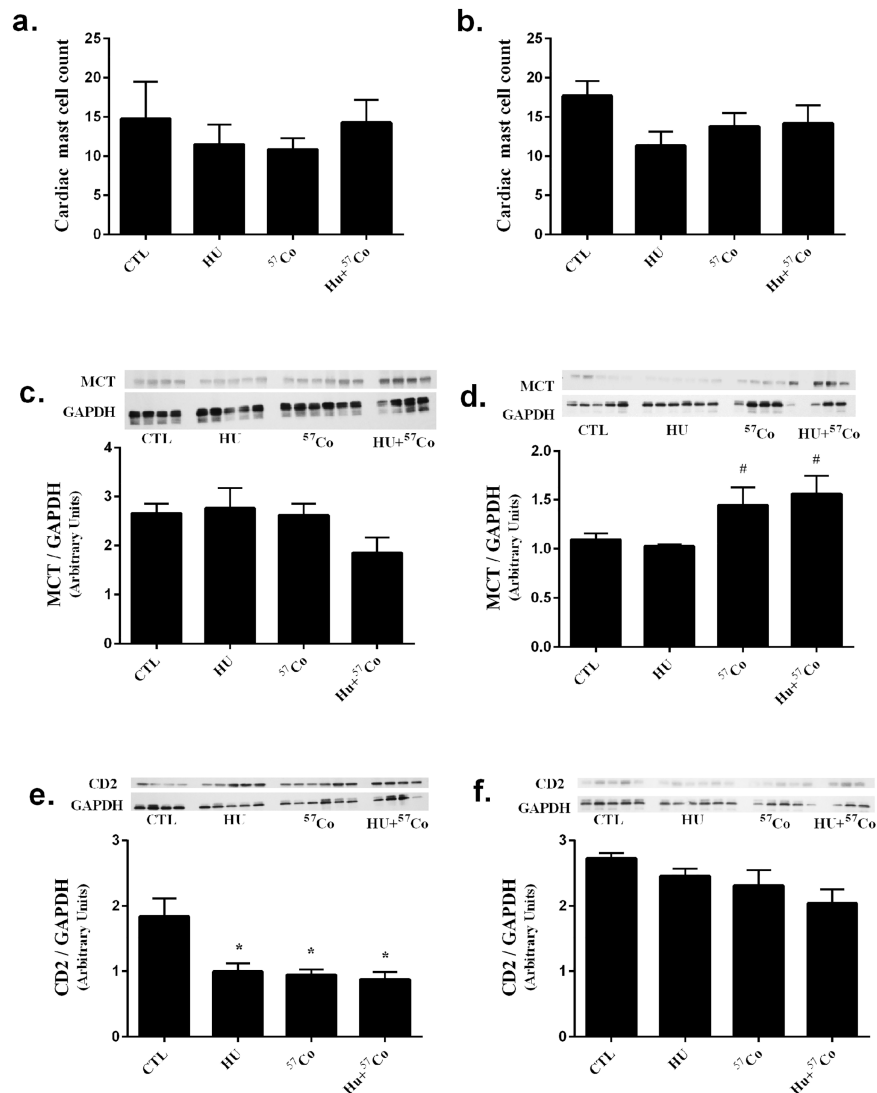 a.
Cardiac mast cell count
25
20
15
10
5
0
CTL
HU
⁵⁷Co
Hu+⁵⁷Co
b.
Cardiac mast cell count
25
20
15
10
5
0
CTL
HU
⁵⁷Co
Hu+⁵⁷Co
c.
MCT
GAPDH
CTL HU ⁵⁷Co HU+⁵⁷Co
MCT / GAPDH
(Arbitrary Units)
4
3
2
1
0
CTL
HU
⁵⁷Co
Hu+⁵⁷Co
d.
MCT
GAPDH
CTL HU ⁵⁷Co HU+⁵⁷Co
MCT / GAPDH
(Arbitrary Units)
2.0
1.5
1.0
0.5
0.0
# #
CTL
HU
⁵⁷Co
Hu+⁵⁷Co
e.
CD2
GAPDH
CTL HU ⁵⁷Co HU+⁵⁷Co
CD2 / GAPDH
(Arbitrary Units)
3
2
1
0
* * *
CTL
HU
⁵⁷Co
Hu+⁵⁷Co
f.
CD2
GAPDH
CTL HU ⁵⁷Co HU+⁵⁷Co
CD2 / GAPDH
(Arbitrary Units)
3
2
1
0
CTL
HU
⁵⁷Co
Hu+⁵⁷Co